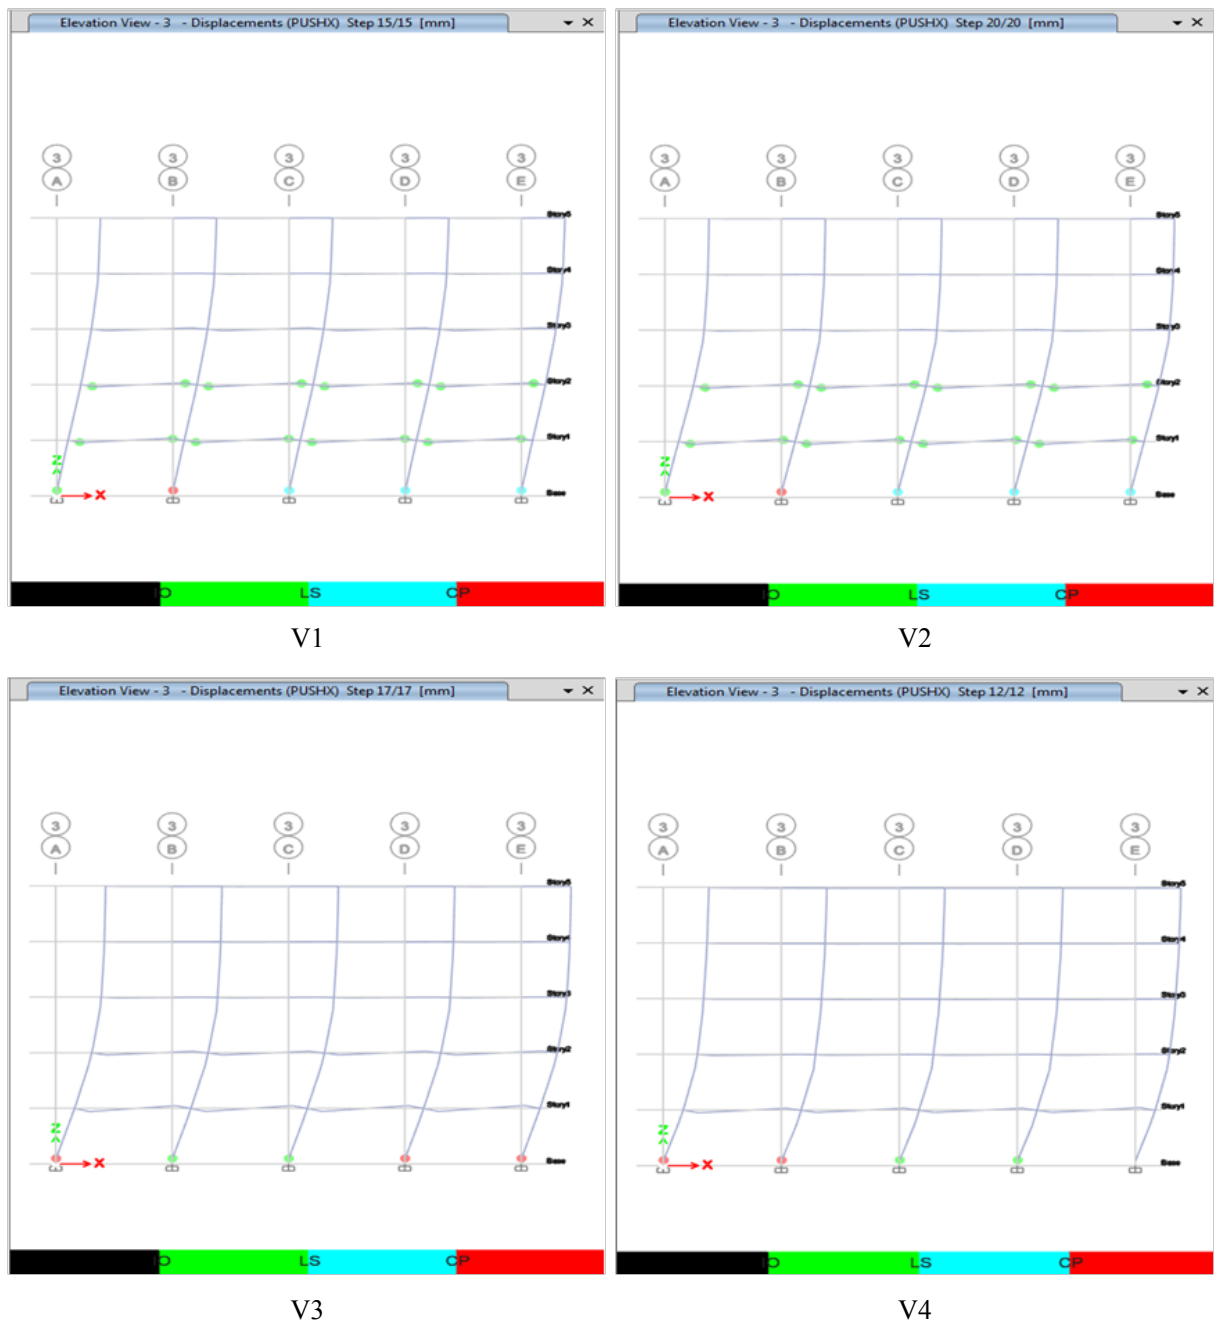 Elevation View - 3 - Displacements (PUSHX) Step 15/15 [mm]
3 3 3 3 3
A B C D E
Story5
Story4
Story3
Story2
Story1
Z
X
Base
IO LS CP
V1
Elevation View - 3 - Displacements (PUSHX) Step 20/20 [mm]
3 3 3 3 3
A B C D E
Story5
Story4
Story3
Story2
Story1
Z
X
Base
IO LS CP
V2
Elevation View - 3 - Displacements (PUSHX) Step 17/17 [mm]
3 3 3 3 3
A B C D E
Story5
Story4
Story3
Story2
Story1
Z
X
Base
IO LS CP
V3
Elevation View - 3 - Displacements (PUSHX) Step 12/12 [mm]
3 3 3 3 3
A B C D E
Story5
Story4
Story3
Story2
Story1
Z
X
Base
IO LS CP
V4